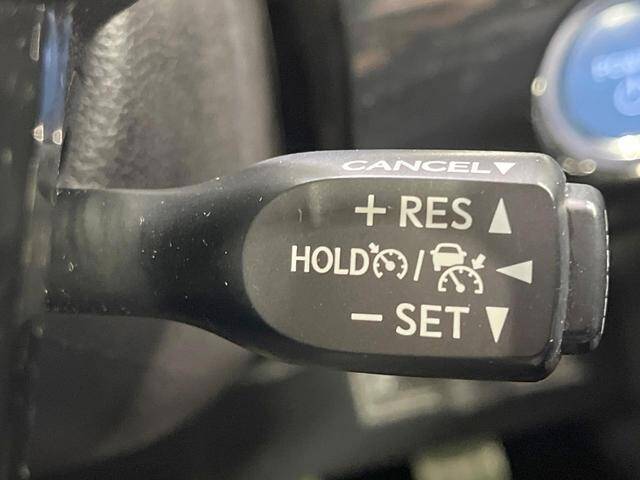 CANCEL▼
+ RES ▲
HOLD / ◀
− SET ▼